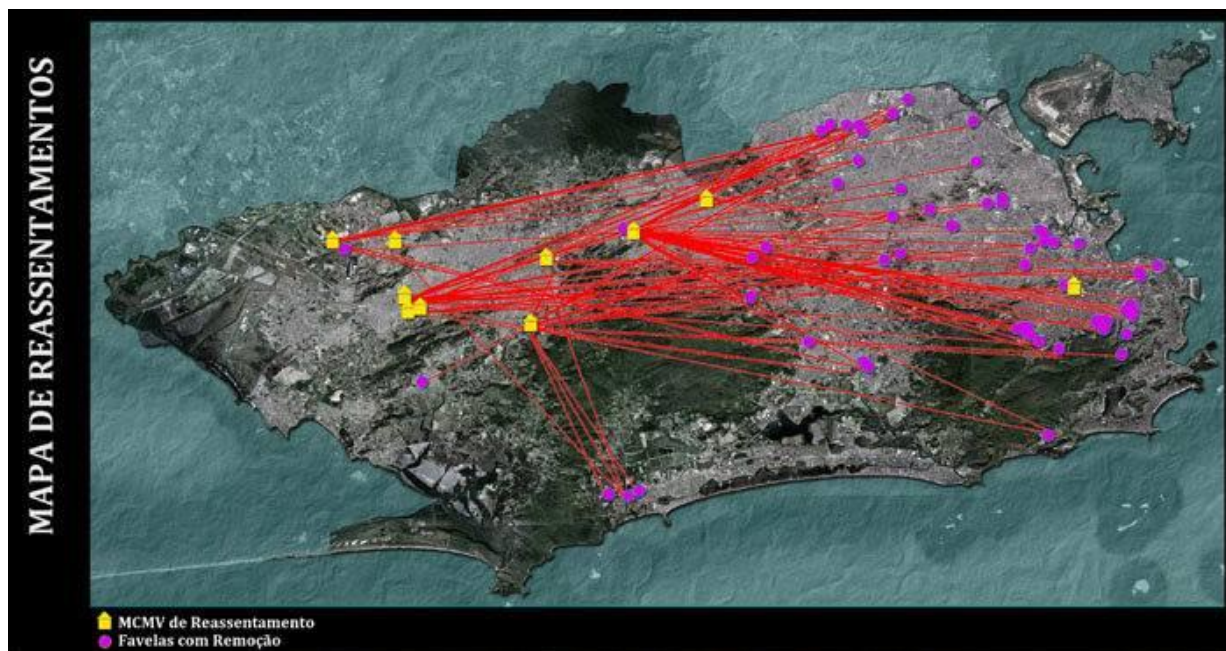 MAPA DE REASSENTAMENTOS
MCMV de Reassentamento
Favelas com Remoção